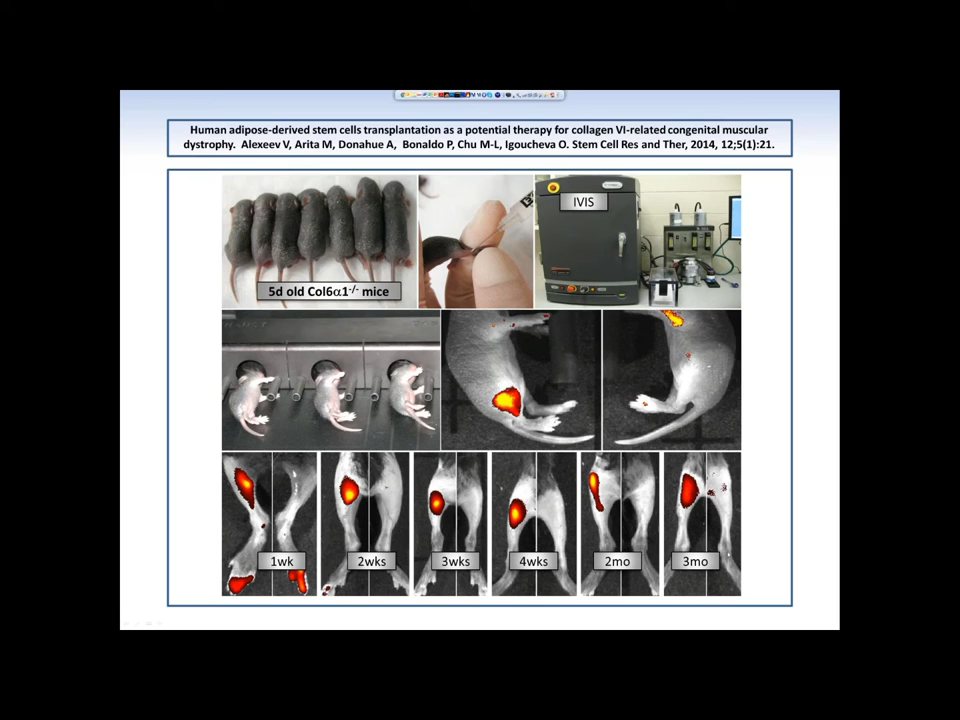 Human adipose-derived stem cells transplantation as a potential therapy for collagen VI-related congenital muscular
dystrophy. Alexeev V, Arita M, Donahue A, Bonaldo P, Chu M-L, Igoucheva O. Stem Cell Res and Ther, 2014, 12;5(1):21.
IVIS
5d old Col6α1-/- mice
1wk
2wks
3wks
4wks
2mo
3mo